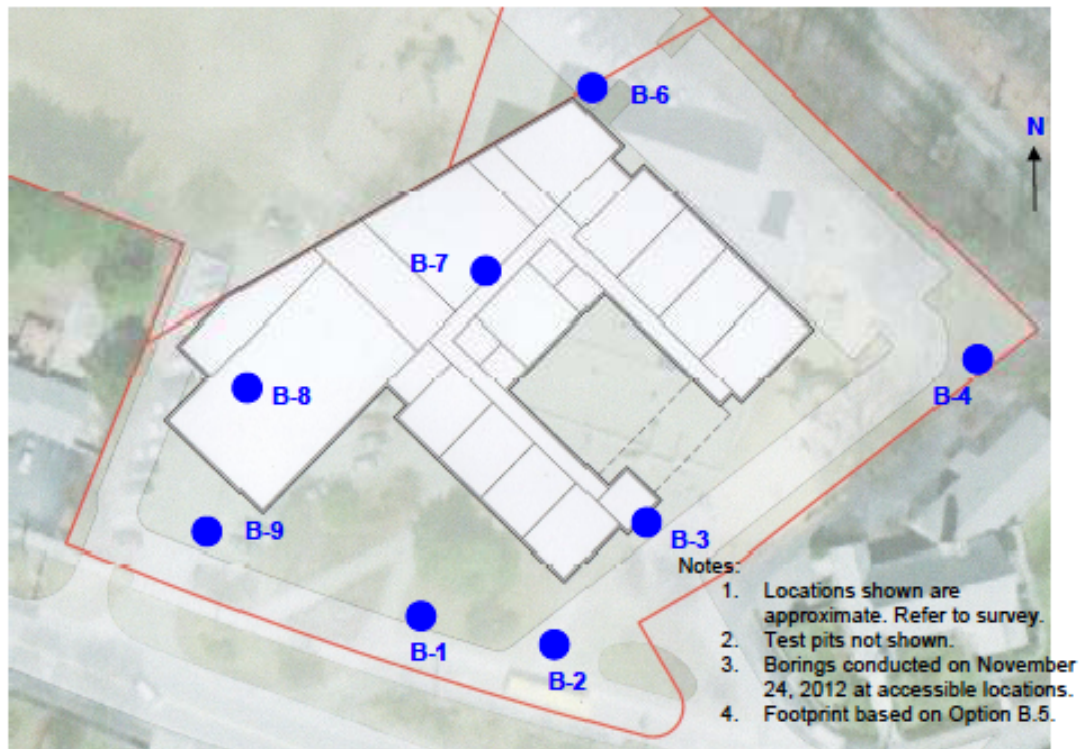 B-6
N
B-7
B-8
B-4
B-9
B-3
B-1
B-2
Notes:
1. Locations shown are
approximate. Refer to survey.
2. Test pits not shown.
3. Borings conducted on November
24, 2012 at accessible locations.
4. Footprint based on Option B.5.